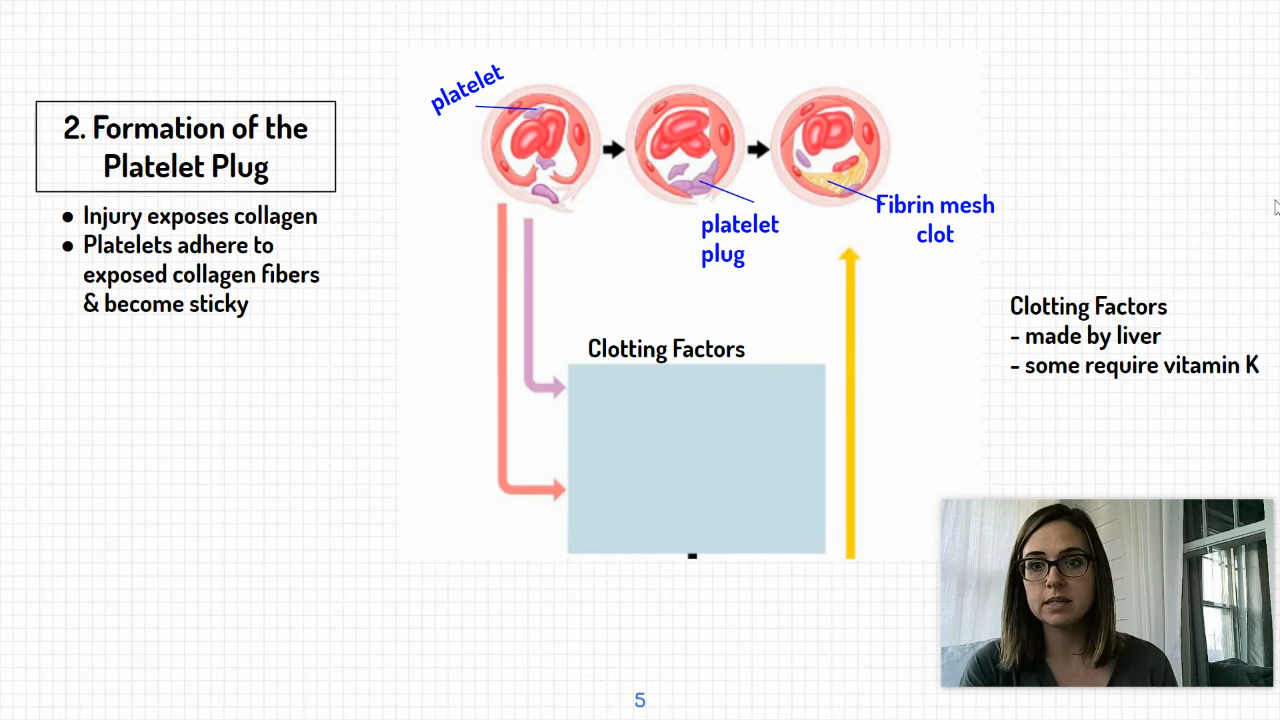 2. Formation of the
Platelet Plug
● Injury exposes collagen
● Platelets adhere to
exposed collagen fibers
& become sticky
platelet
platelet
plug
Fibrin mesh
clot
Clotting Factors
Clotting Factors
- made by liver
- some require vitamin K
5